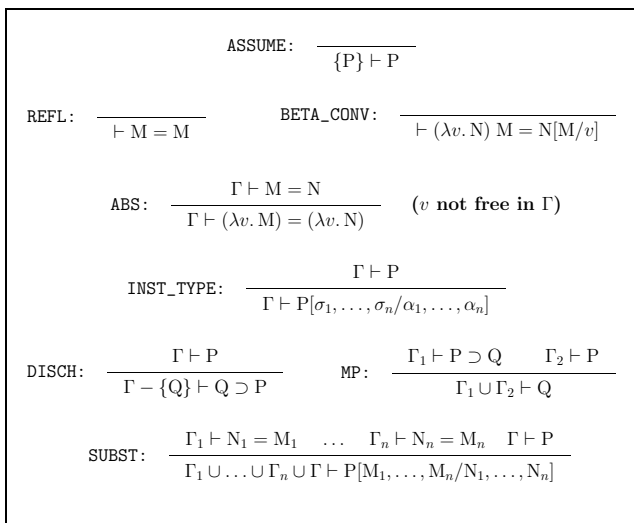 ASSUME: {P} ⊢ P
REFL: ⊢ M = M
BETA_CONV: ⊢ (λv. N) M = N[M/v]
Γ ⊢ M = N
ABS: (v not free in Γ)
Γ ⊢ (λv. M) = (λv. N)
Γ ⊢ P
INST_TYPE:
Γ ⊢ P[σ₁, . . . , σₙ/α₁, . . . , αₙ]
Γ ⊢ P
DISCH:
Γ − {Q} ⊢ Q ⊃ P
Γ₁ ⊢ P ⊃ Q Γ₂ ⊢ P
MP:
Γ₁ ∪ Γ₂ ⊢ Q
Γ₁ ⊢ N₁ = M₁ . . . Γₙ ⊢ Nₙ = Mₙ Γ ⊢ P
SUBST:
Γ₁ ∪ . . . ∪ Γₙ ∪ Γ ⊢ P[M₁, . . . , Mₙ/N₁, . . . , Nₙ]